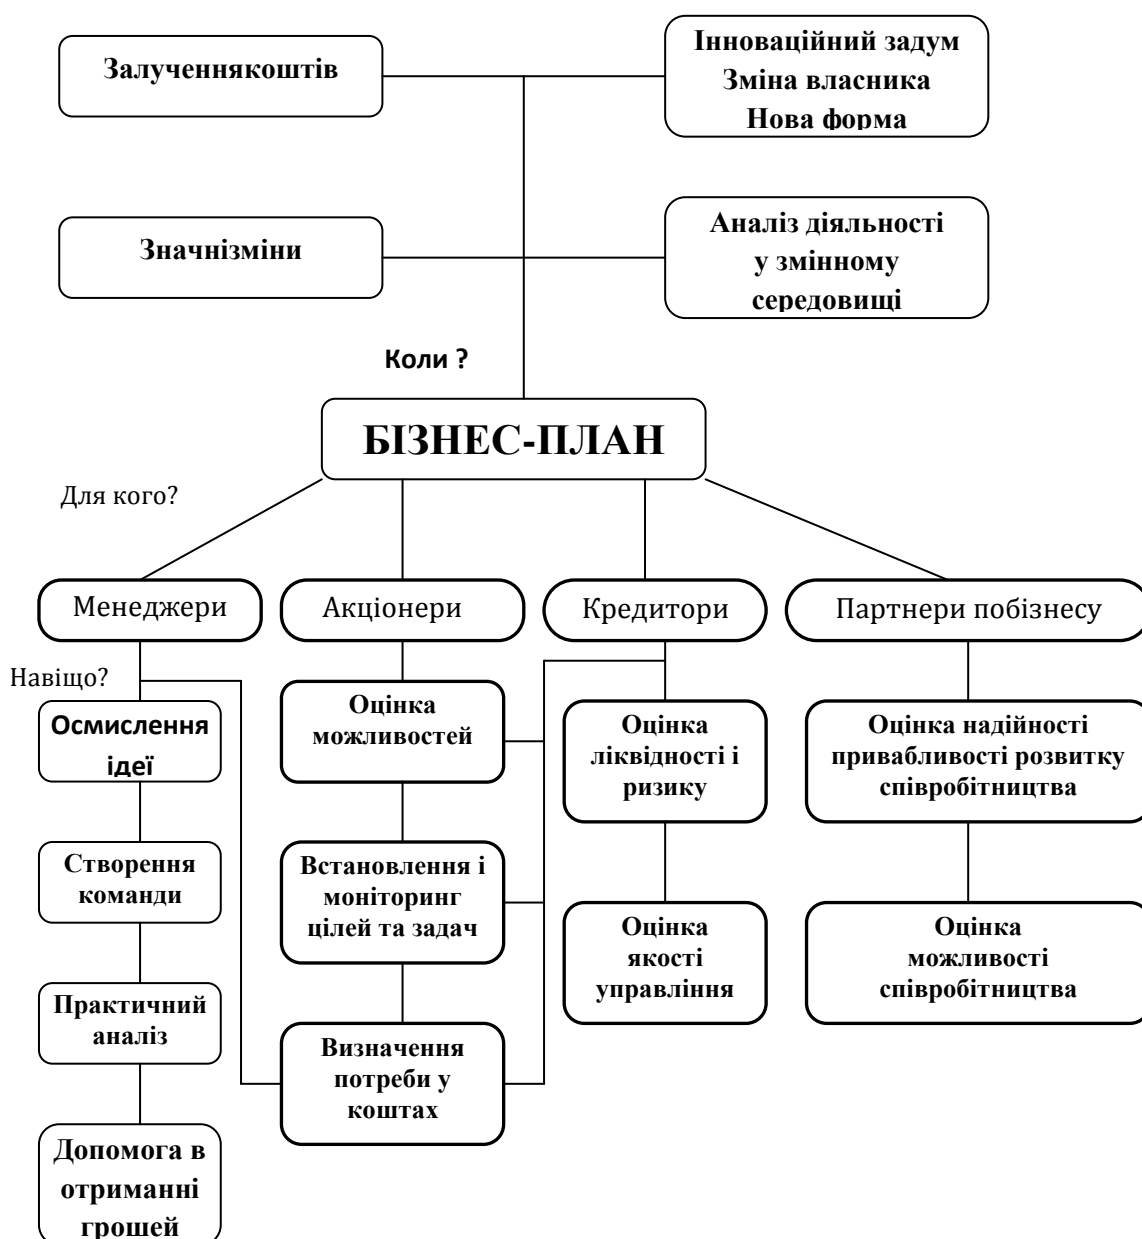 Залученнякоштів
Інноваційний задум
Зміна власника
Нова форма
Значнізміни
Аналіз діяльності
у змінному
середовищі
Коли ?
БІЗНЕС-ПЛАН
Для кого?
Менеджери
Акціонери
Кредитори
Партнери побізнесу
Навіщо?
Осмислення
ідеї
Оцінка
можливостей
Оцінка
ліквідності і
ризику
Оцінка надійності
привабливості розвитку
співробітництва
Створення
команди
Встановлення і
моніторинг
цілей та задач
Оцінка
якості
управління
Оцінка
можливості
співробітництва
Практичний
аналіз
Визначення
потреби у
коштах
Допомога в
отриманні
грошей